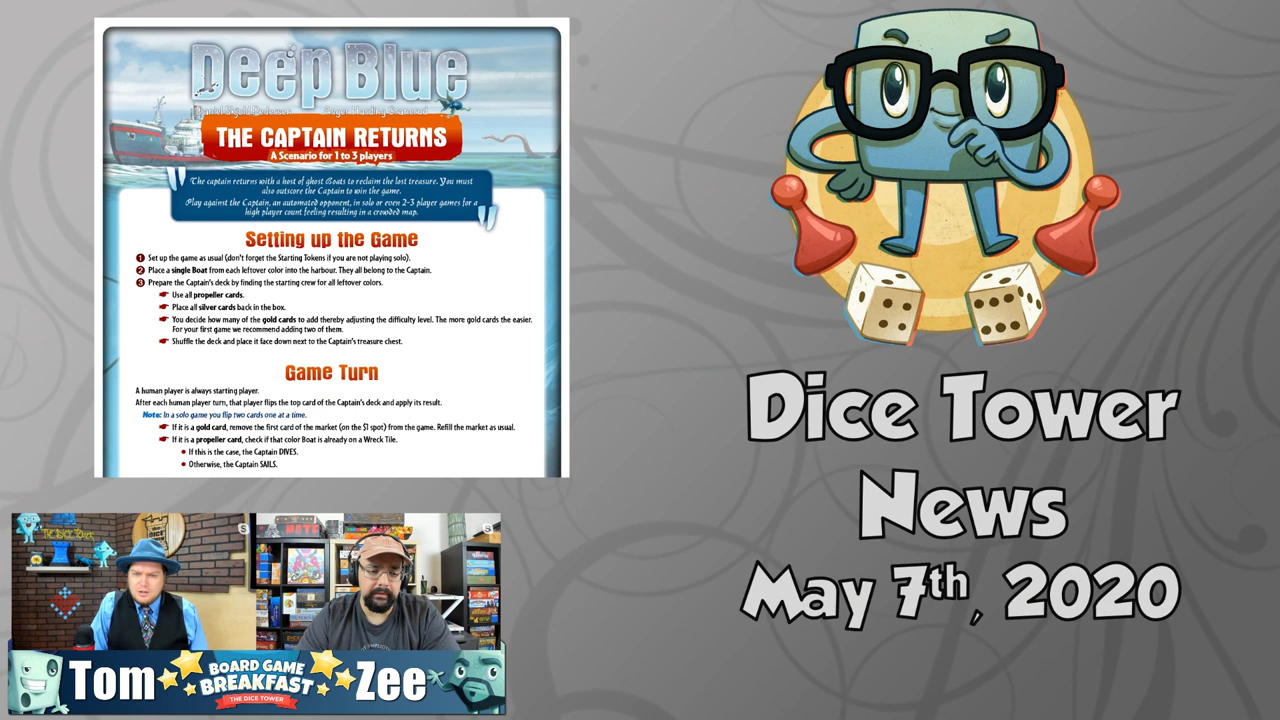 Deep Blue
THE CAPTAIN RETURNS
A Scenario for 1 to 3 players
The captain returns with a host of ghost Boats to reclaim the lost treasure. You must
also outscore the Captain to win the game.
Play against the Captain, an automated opponent, in solo or even 2-3 player games for a
high player count feeling resulting in a crowded map.
Setting up the Game
1 Set up the game as usual (don't forget the Starting Tokens if you are not playing solo).
2 Place a single Boat from each leftover color into the harbour. They all belong to the Captain.
3 Prepare the Captain's deck by finding the starting crew for all leftover colors.
Use all propeller cards.
Place all silver cards back in the box.
You decide how many of the gold cards to add thereby adjusting the difficulty level. The more gold cards the easier.
For your first game we recommend adding two of them.
Shuffle the deck and place it face down next to the Captain's treasure chest.
Game Turn
A human player is always starting player.
After each human player turn, that player flips the top card of the Captain's deck and apply its result.
Note: In a solo game you flip two cards one at a time.
If it is a gold card, remove the first card of the market (on the $1 spot) from the game. Refill the market as usual.
If it is a propeller card, check if that color Boat is already on a Wreck Tile.
• If this is the case, the Captain DIVES.
• Otherwise, the Captain SAILS.
Dice Tower
News
May 7th, 2020
THE DICE TOWER
Tom
BOARD GAME
BREAKFAST
THE DICE TOWER
Zee